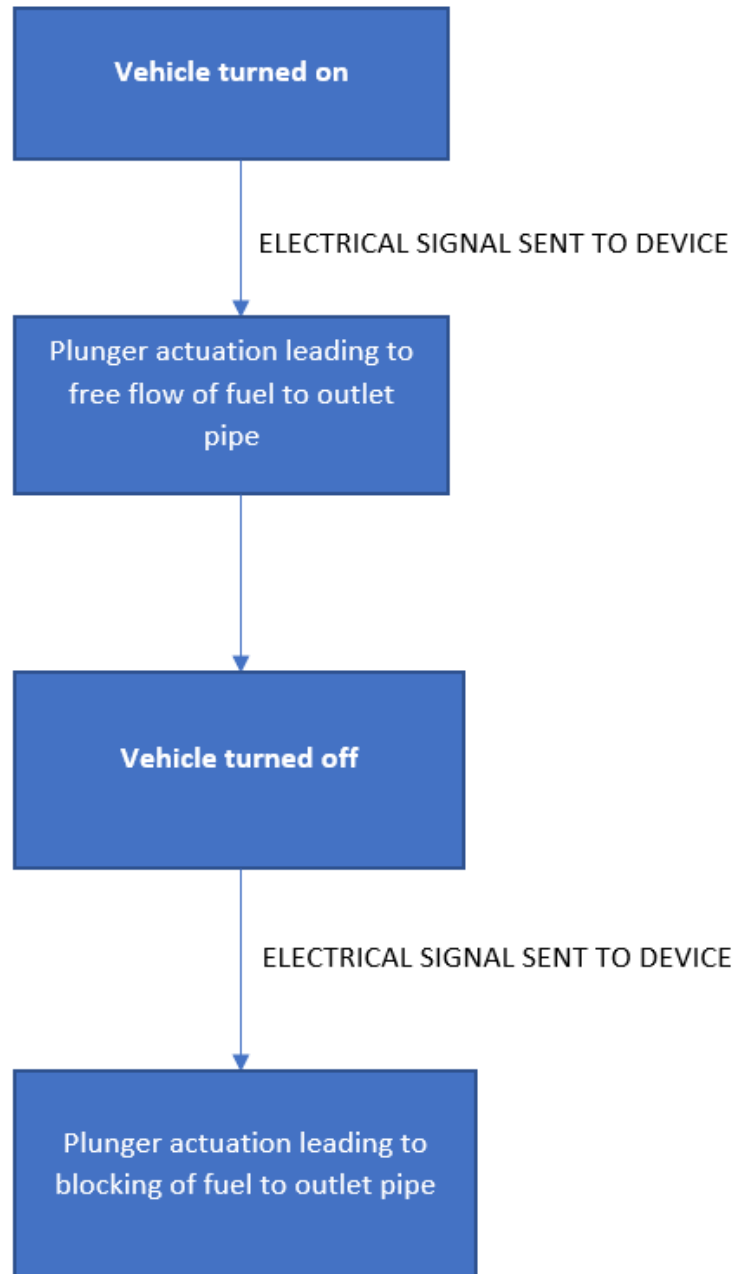 Vehicle turned on
ELECTRICAL SIGNAL SENT TO DEVICE
Plunger actuation leading to
free flow of fuel to outlet
pipe
Vehicle turned off
ELECTRICAL SIGNAL SENT TO DEVICE
Plunger actuation leading to
blocking of fuel to outlet pipe